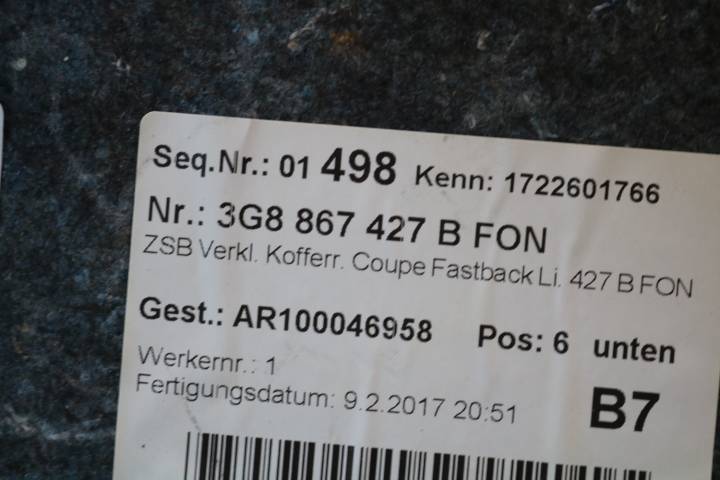 Seq.Nr.: 01 498 Kenn: 1722601766
Nr.: 3G8 867 427 B FON
ZSB Verkl. Kofferr. Coupe Fastback Li. 427 B FON
Gest.: AR100046958 Pos: 6 unten
Werkernr.: 1
Fertigungsdatum: 9.2.2017 20:51 B7